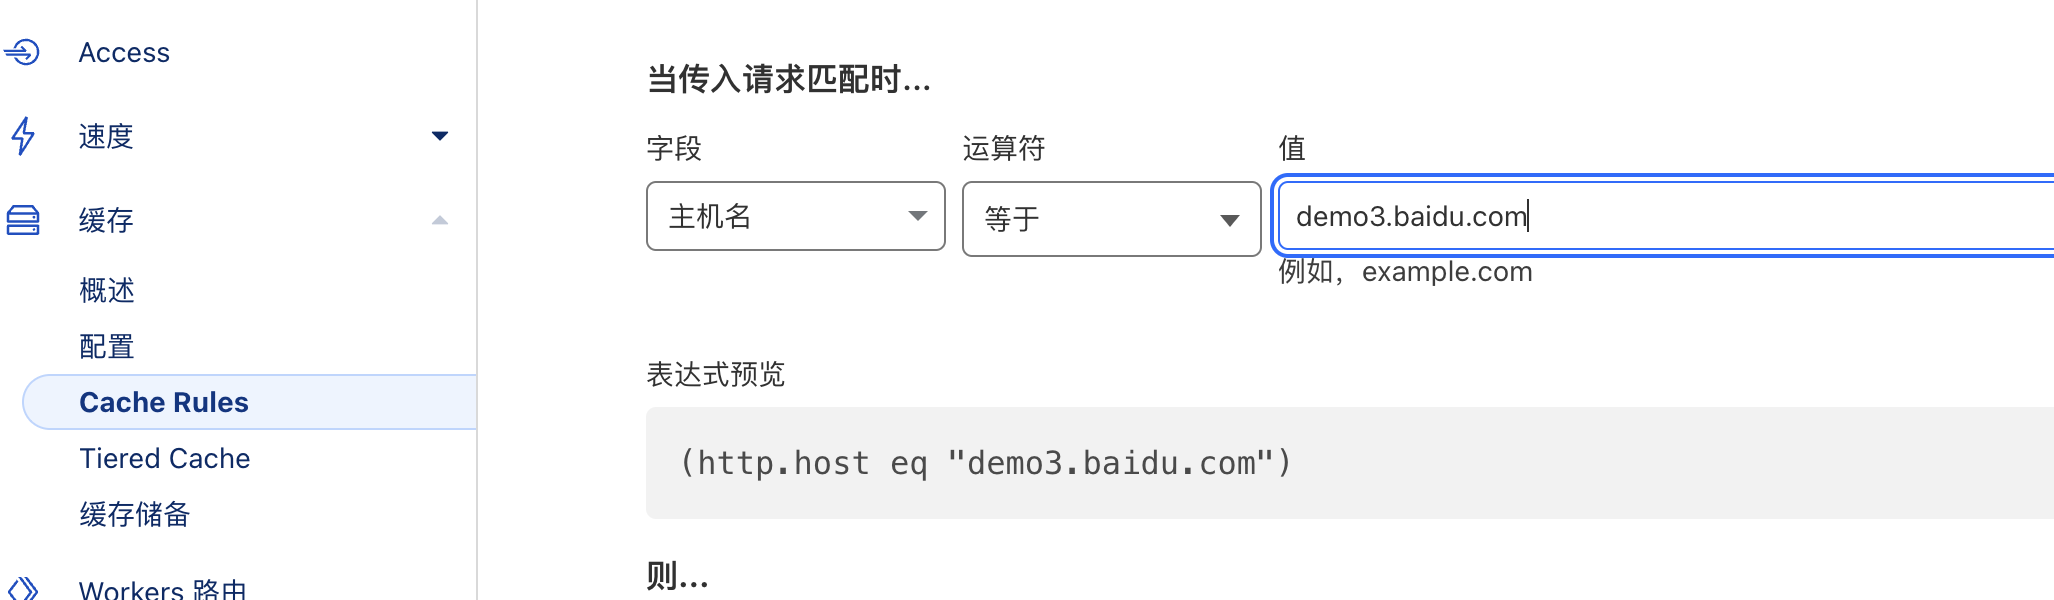 Access
速度
缓存
概述
配置
Cache Rules
Tiered Cache
缓存储备
Workers 路由
当传入请求匹配时...
字段
运算符
值
主机名
等于
demo3.baidu.com
例如，example.com
表达式预览
(http.host eq "demo3.baidu.com")
则...